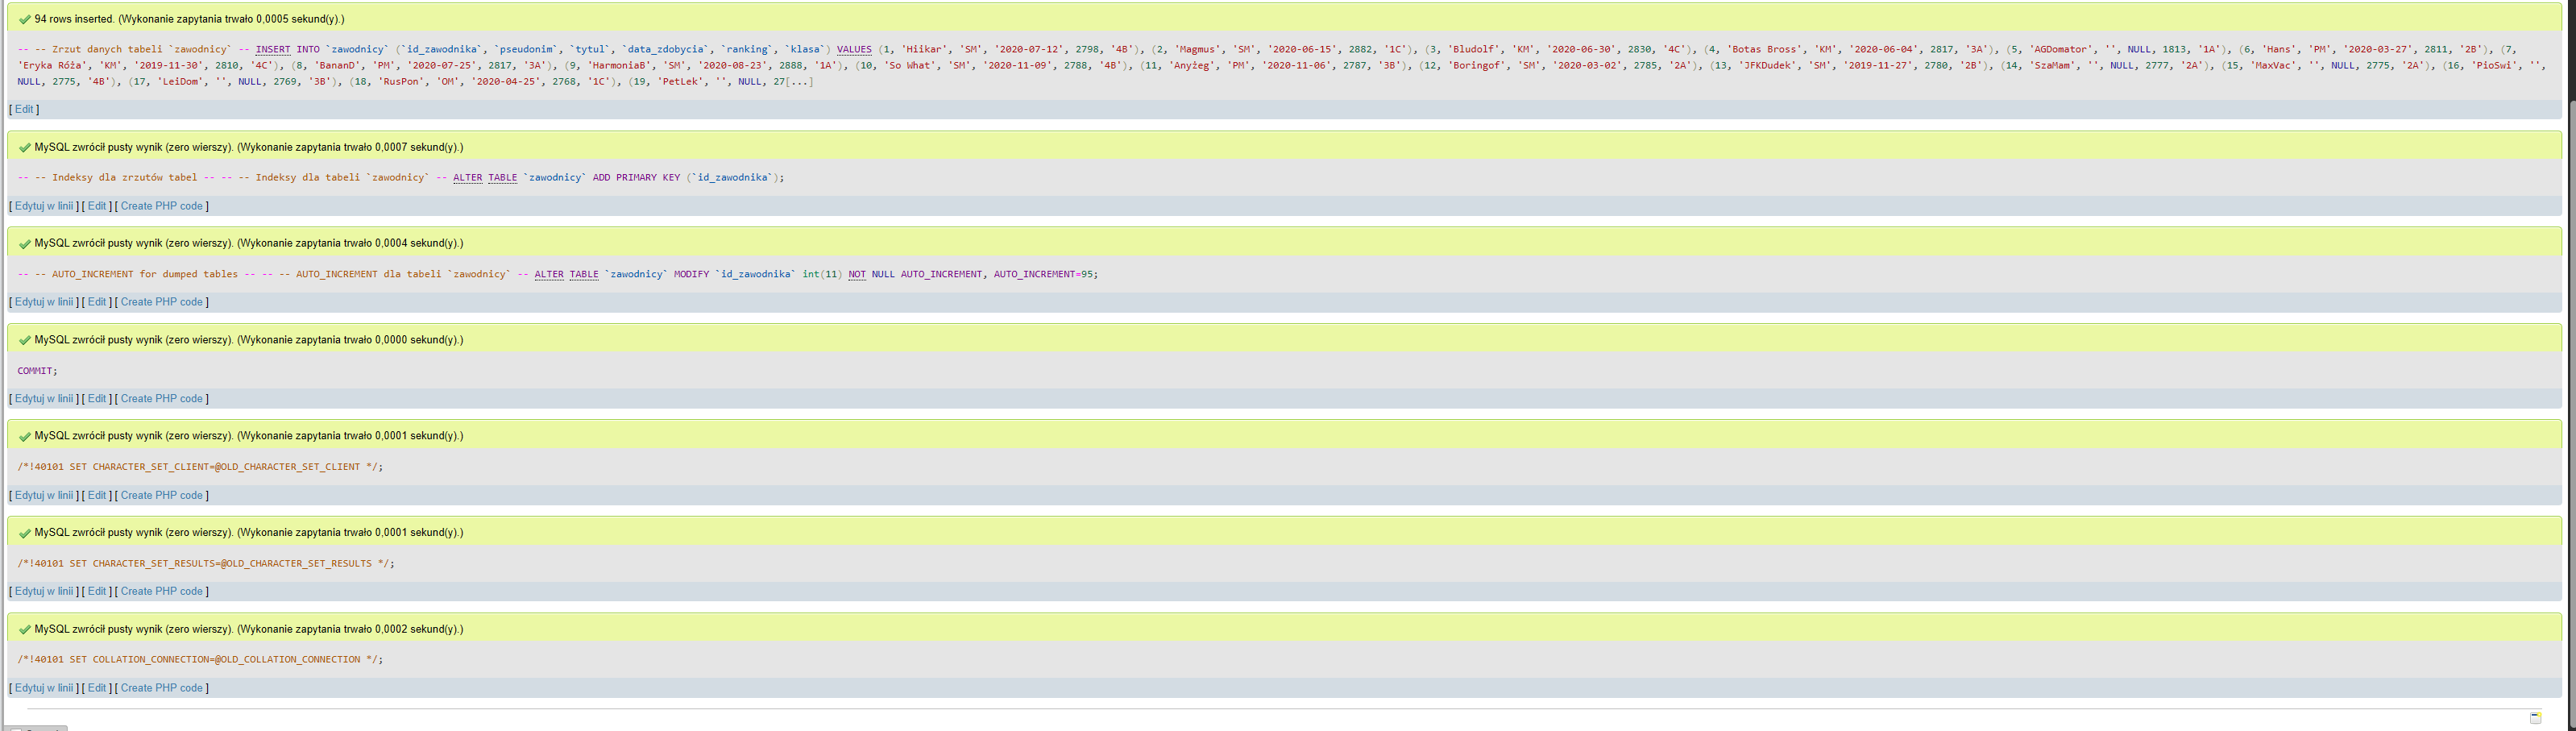 94 rows inserted. (Wykonanie zapytania trwało 0,0005 sekund(y).)
-- -- Zrzut danych tabeli `zawodnicy` -- INSERT INTO `zawodnicy` (`id_zawodnika`, `pseudonim`, `tytul`, `data_zdobycia`, `ranking`, `klasa`) VALUES (1, 'Hiikar', 'SM', '2020-07-12', 2798, '4B'), (2, 'Magmus', 'SM', '2020-06-15', 2882, '1C'), (3, 'Bludolf', 'KM', '2020-06-30', 2830, '4C'), (4, 'Botas Bross', 'KM', '2020-06-04', 2817, '3A'), (5, 'AGDomator', '', NULL, 1813, '1A'), (6, 'Hans', 'PM', '2020-03-27', 2811, '2B'), (7,
'Eryka Róża', 'KM', '2019-11-30', 2810, '4C'), (8, 'BananD', 'PM', '2020-07-25', 2817, '3A'), (9, 'HarmoniaB', 'SM', '2020-08-23', 2888, '1A'), (10, 'So What', 'SM', '2020-11-09', 2788, '4B'), (11, 'Anyżeg', 'PM', '2020-11-06', 2787, '3B'), (12, 'Boringof', 'SM', '2020-03-02', 2785, '2A'), (13, 'JFKDudek', 'SM', '2019-11-27', 2780, '2B'), (14, 'SzaMam', '', NULL, 2777, '2A'), (15, 'MaxVac', '', NULL, 2775, '2A'), (16, 'PioSwi', '',
NULL, 2775, '4B'), (17, 'LeiDom', '', NULL, 2769, '3B'), (18, 'RusPon', 'OM', '2020-04-25', 2768, '1C'), (19, 'PetLek', '', NULL, 27[...]
[ Edit ]
MySQL zwrócił pusty wynik (zero wierszy). (Wykonanie zapytania trwało 0,0007 sekund(y).)
-- -- Indeksy dla zrzutów tabel -- -- -- Indeksy dla tabeli `zawodnicy` -- ALTER TABLE `zawodnicy` ADD PRIMARY KEY (`id_zawodnika`);
[ Edytuj w linii ] [ Edit ] [ Create PHP code ]
MySQL zwrócił pusty wynik (zero wierszy). (Wykonanie zapytania trwało 0,0004 sekund(y).)
-- -- AUTO_INCREMENT for dumped tables -- -- -- AUTO_INCREMENT dla tabeli `zawodnicy` -- ALTER TABLE `zawodnicy` MODIFY `id_zawodnika` int(11) NOT NULL AUTO_INCREMENT, AUTO_INCREMENT=95;
[ Edytuj w linii ] [ Edit ] [ Create PHP code ]
MySQL zwrócił pusty wynik (zero wierszy). (Wykonanie zapytania trwało 0,0000 sekund(y).)
COMMIT;
[ Edytuj w linii ] [ Edit ] [ Create PHP code ]
MySQL zwrócił pusty wynik (zero wierszy). (Wykonanie zapytania trwało 0,0001 sekund(y).)
/*!40101 SET CHARACTER_SET_CLIENT=@OLD_CHARACTER_SET_CLIENT */;
[ Edytuj w linii ] [ Edit ] [ Create PHP code ]
MySQL zwrócił pusty wynik (zero wierszy). (Wykonanie zapytania trwało 0,0001 sekund(y).)
/*!40101 SET CHARACTER_SET_RESULTS=@OLD_CHARACTER_SET_RESULTS */;
[ Edytuj w linii ] [ Edit ] [ Create PHP code ]
MySQL zwrócił pusty wynik (zero wierszy). (Wykonanie zapytania trwało 0,0002 sekund(y).)
/*!40101 SET COLLATION_CONNECTION=@OLD_COLLATION_CONNECTION */;
[ Edytuj w linii ] [ Edit ] [ Create PHP code ]